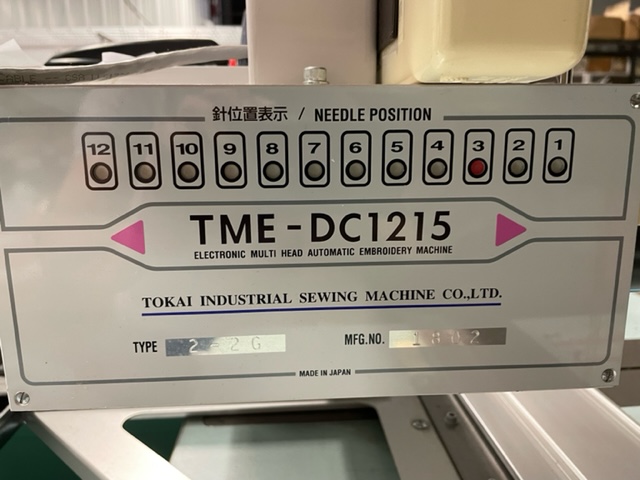 針位置表示 / NEEDLE POSITION
12 11 10 9 8 7 6 5 4 3 2 1
TME-DC1215
ELECTRONIC MULTI HEAD AUTOMATIC EMBROIDERY MACHINE
TOKAI INDUSTRIAL SEWING MACHINE CO.,LTD.
TYPE 2-2G MFG.NO.
MADE IN JAPAN